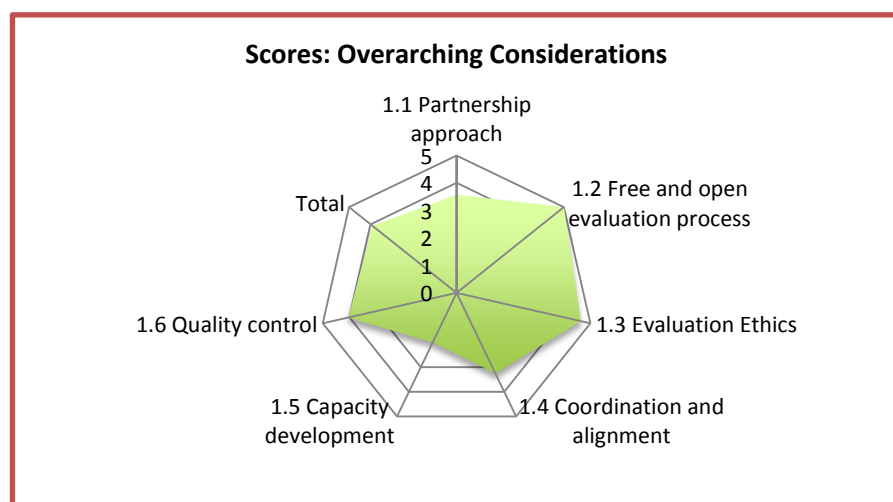 Scores: Overarching Considerations
1.1 Partnership
approach
5
4
3
2
1
0
1.2 Free and open
evaluation process
1.3 Evaluation Ethics
1.4 Coordination and
alignment
1.5 Capacity
development
1.6 Quality control
Total